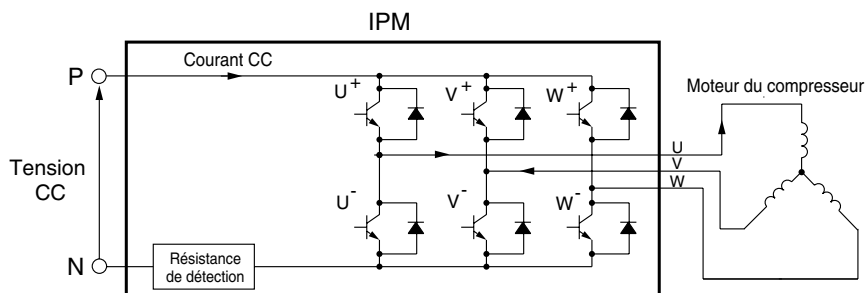 IPM
P
Courant CC
U+
V+
W+
Moteur du compresseur
U
V
W
Tension
CC
U-
V-
W-
N
Résistance
de détection